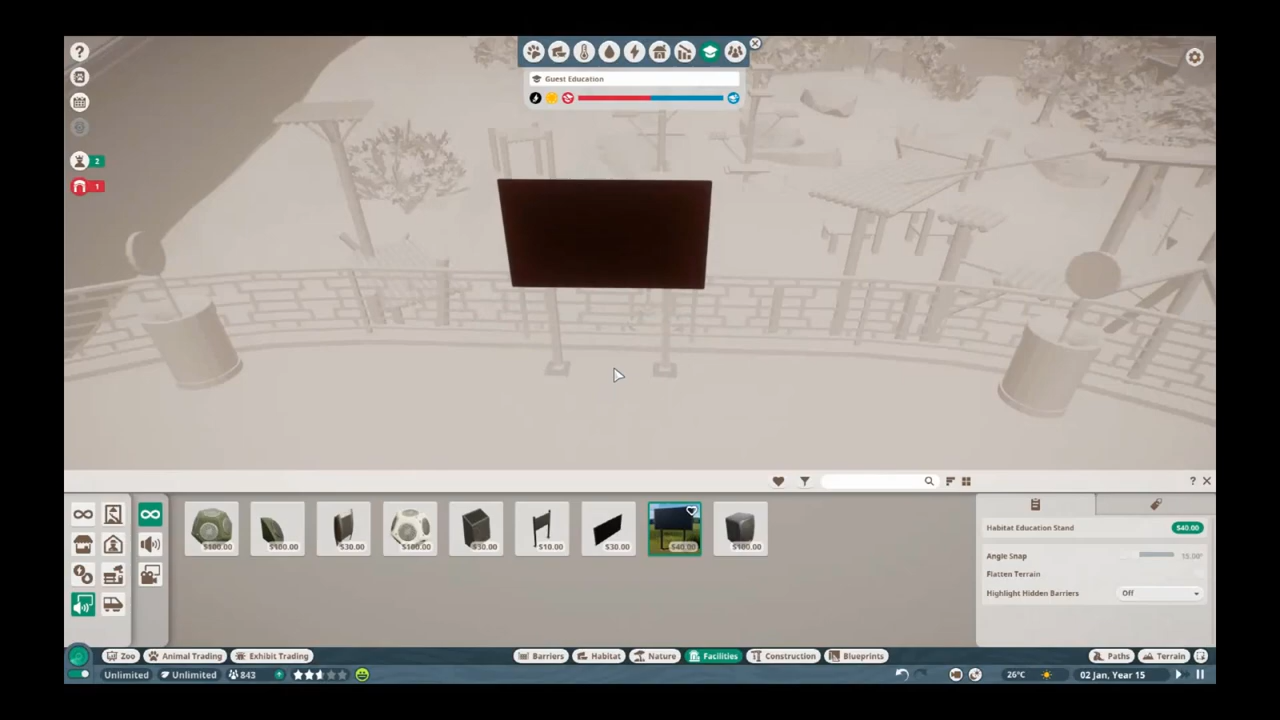 ?
Guest Education
2
1
? ×
$100.00 $100.00 $30.00 $100.00 $30.00 $10.00 $30.00 $40.00 $100.00
Habitat Education Stand $40.00
Angle Snap 15.00°
Flatten Terrain
Highlight Hidden Barriers Off
Zoo Animal Trading Exhibit Trading Barriers Habitat Nature Facilities Construction Blueprints Paths Terrain
Unlimited Unlimited 843 26°C 02 Jan, Year 15